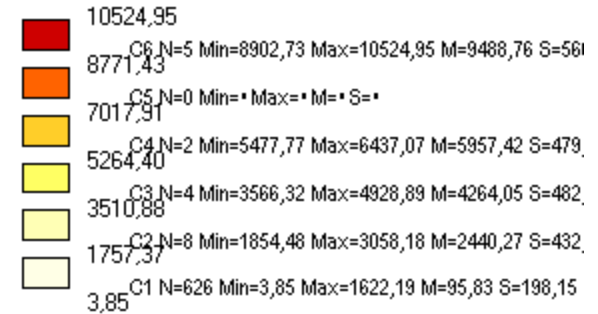 10524,95
C6 N=5 Min=8902,73 Max=10524,95 M=9488,76 S=56
8771,43
C5 N=0 Min=• Max=• M=• S=•
7017,91
C4 N=2 Min=5477,77 Max=6437,07 M=5957,42 S=479,
5264,40
C3 N=4 Min=3566,32 Max=4928,89 M=4264,05 S=482,
3510,88
C2 N=8 Min=1854,48 Max=3058,18 M=2440,27 S=432,
1757,37
C1 N=626 Min=3,85 Max=1622,19 M=95,83 S=198,15
3,85